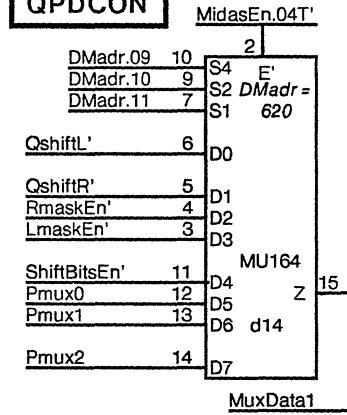 QPDCON
MidasEn.04T'
2
DMadr.09 10 S4 E'
DMadr.10 9 S2 DMadr =
DMadr.11 7 S1 620
QshiftL' 6 D0
QshiftR' 5 D1
RmaskEn' 4 D2
LmaskEn' 3 D3
MU164
ShiftBitsEn' 11 D4
Z 15
Pmux0 12 D5
Pmux1 13 D6 d14
Pmux2 14 D7
MuxData1